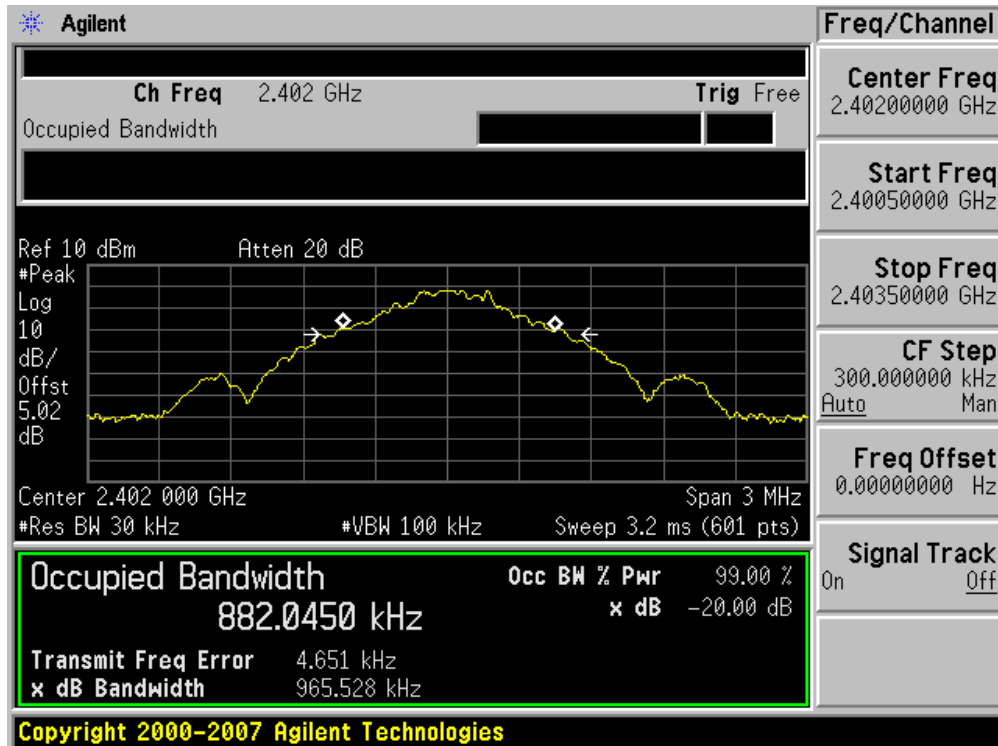 Agilent
Freq/Channel
Ch Freq 2.402 GHz Trig Free
Occupied Bandwidth
Center Freq
2.40200000 GHz
Start Freq
2.40050000 GHz
Stop Freq
2.40350000 GHz
CF Step
300.000000 kHz
Auto Man
Freq Offset
0.00000000 Hz
Signal Track
On Off
Ref 10 dBm Atten 20 dB
#Peak
Log
10
dB/
Offst
5.02
dB
Center 2.402 000 GHz Span 3 MHz
#Res BW 30 kHz #VBW 100 kHz Sweep 3.2 ms (601 pts)
Occupied Bandwidth
882.0450 kHz
Occ BW % Pwr 99.00 %
x dB -20.00 dB
Transmit Freq Error 4.651 kHz
x dB Bandwidth 965.528 kHz
Copyright 2000-2007 Agilent Technologies